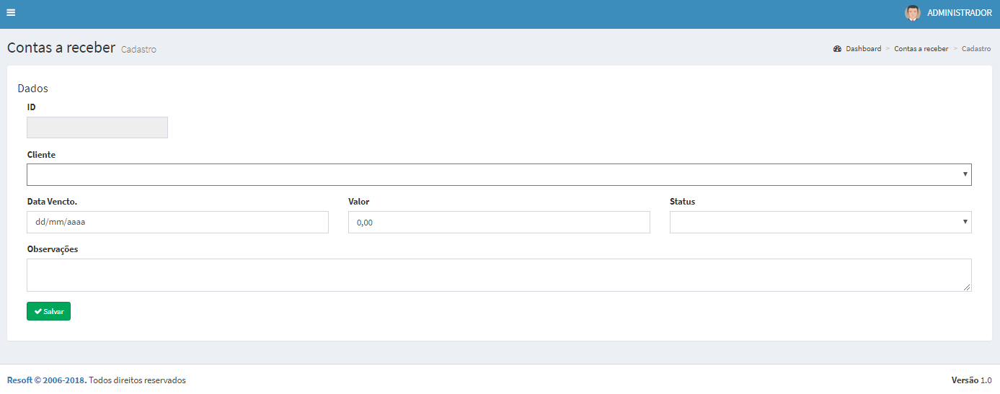 ADMINISTRADOR
Contas a receber Cadastro
Dashboard > Contas a receber > Cadastro
Dados
ID
Cliente
Data Vencto. Valor Status
dd/mm/aaaa 0,00
Observações
Salvar
Resoft © 2006-2018. Todos direitos reservados
Versão 1.0